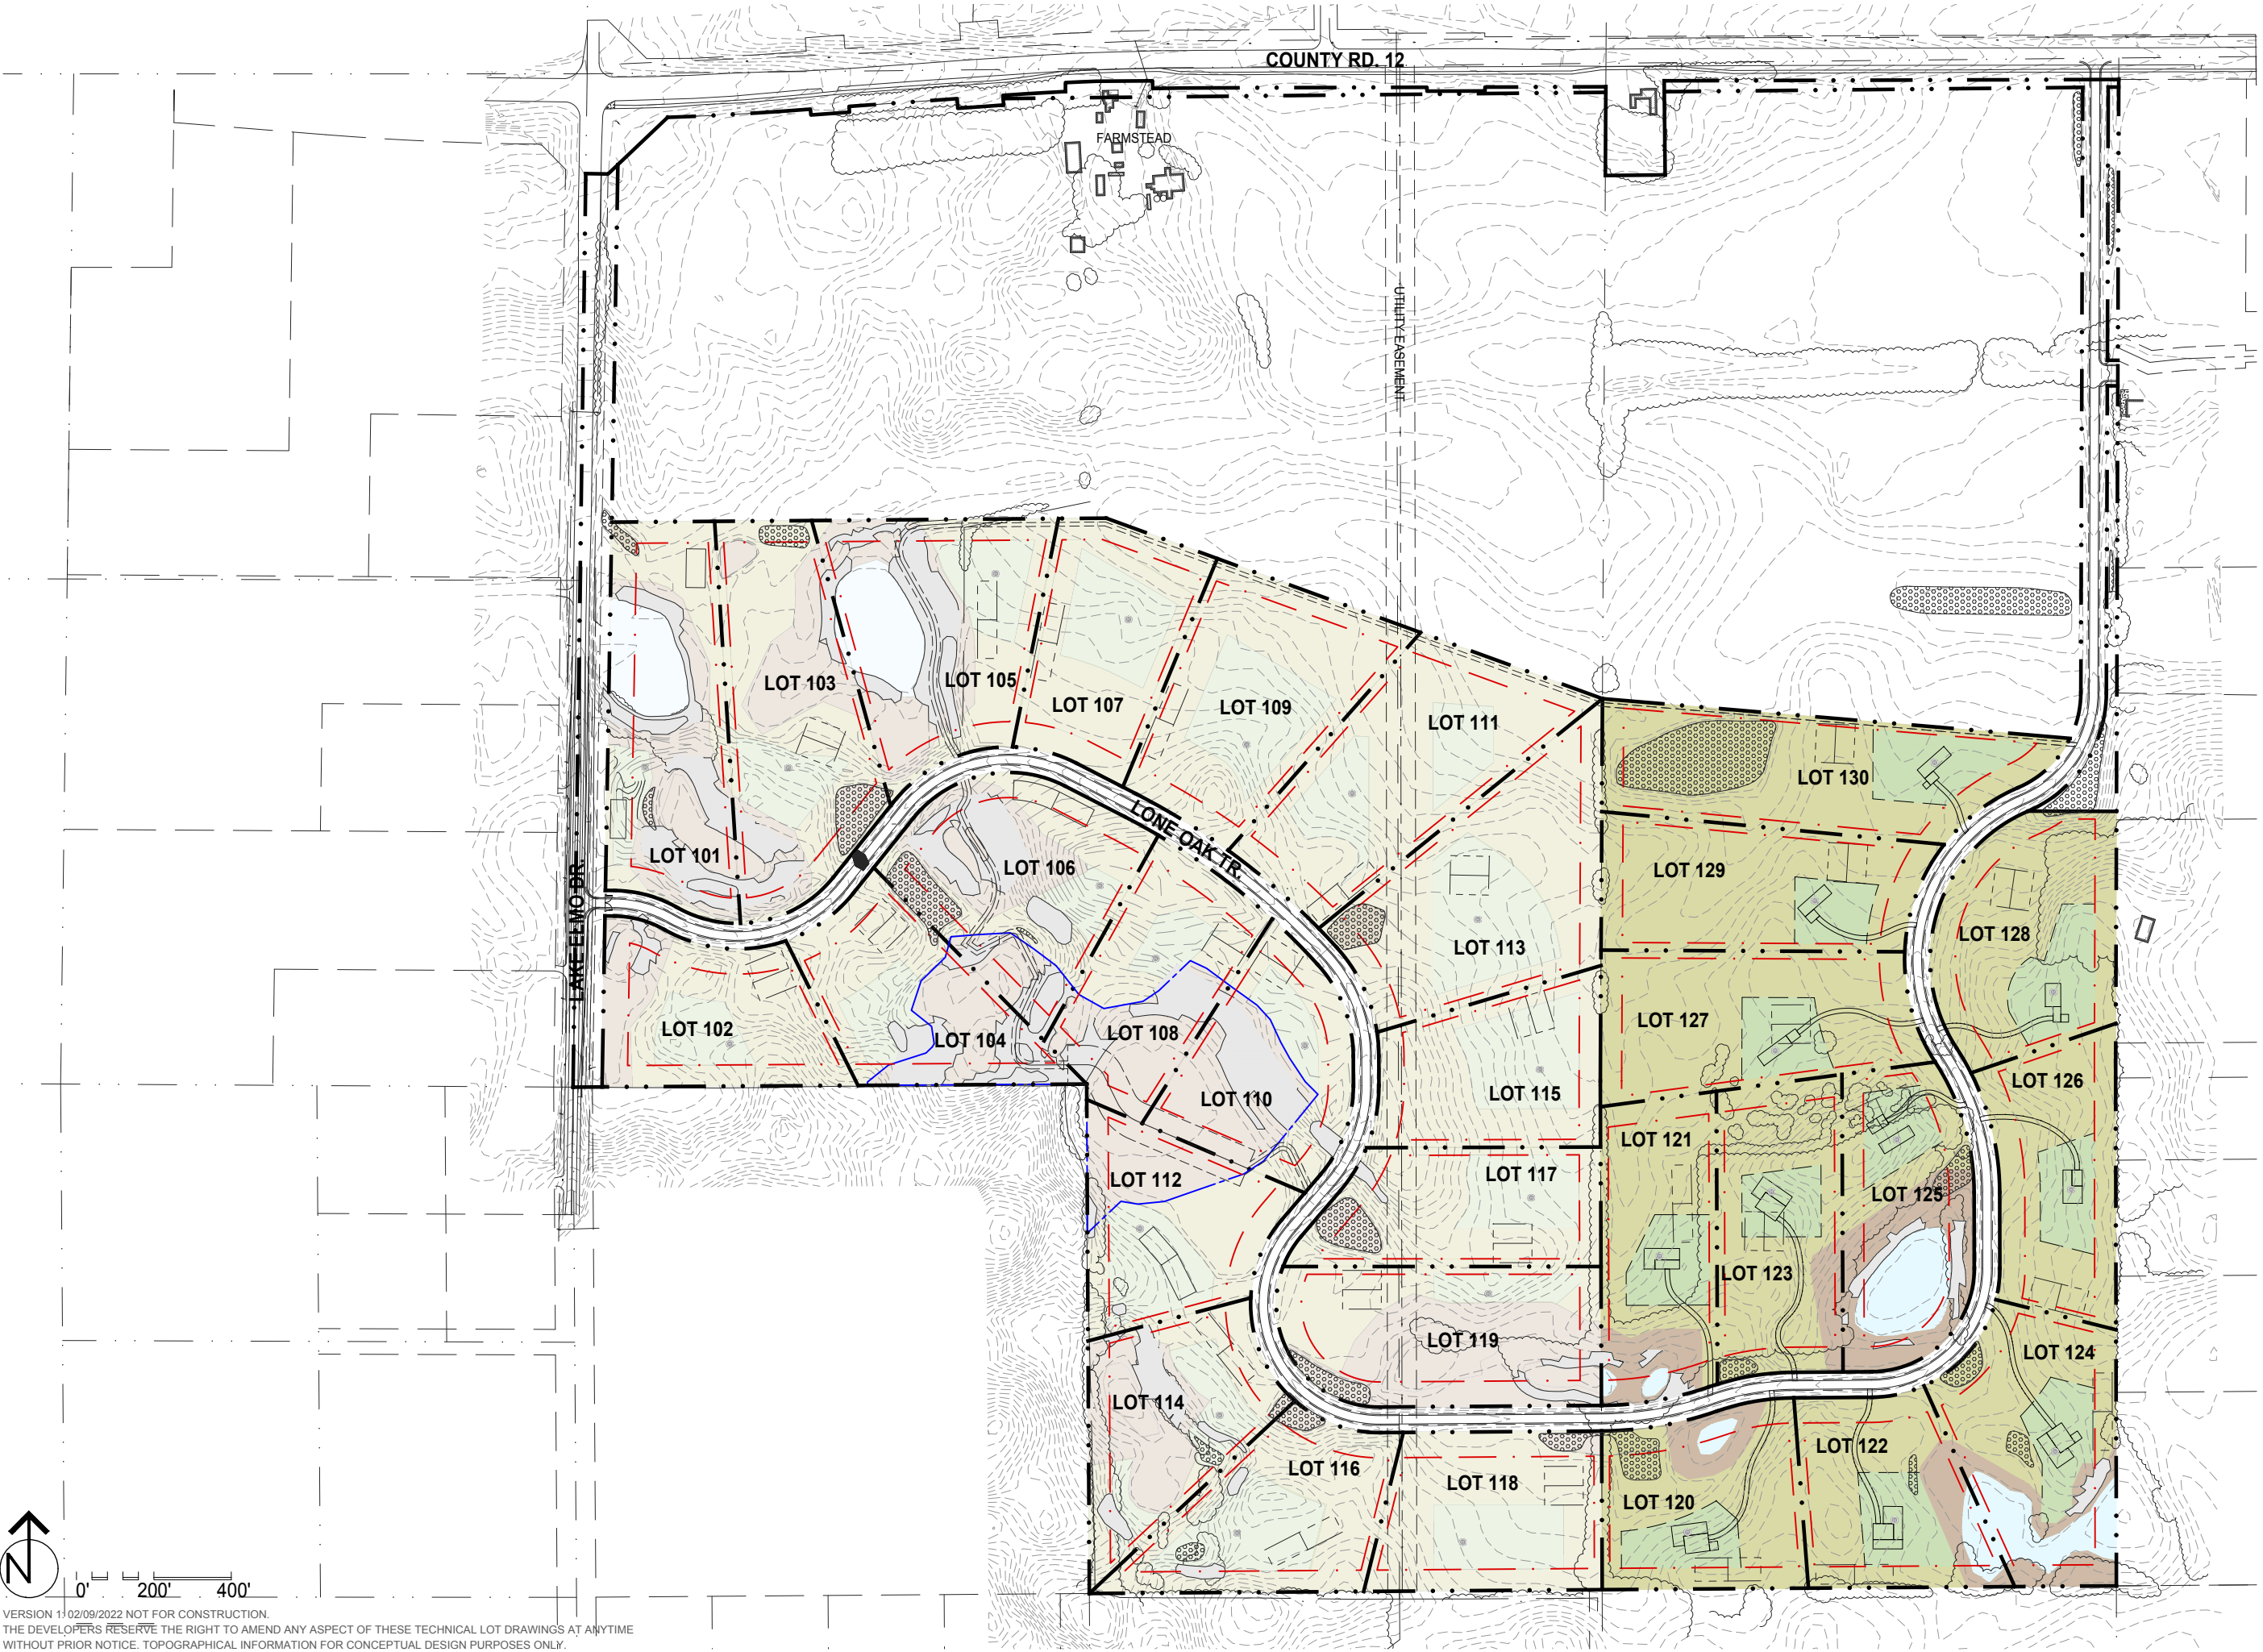 COUNTY RD. 12
FARMSTEAD
UTILITY EASEMENT
LOT 103
LOT 105
LOT 107
LOT 109
LOT 111
LOT 130
LONE OAK TR.
LOT 101
LOT 106
LOT 129
LAKE ELMO DR.
LOT 113
LOT 128
LOT 102
LOT 104
LOT 108
LOT 127
LOT 110
LOT 115
LOT 126
LOT 121
LOT 112
LOT 117
LOT 125
LOT 123
LOT 119
LOT 124
LOT 114
LOT 116
LOT 118
LOT 122
LOT 120
N
0' 200' 400'
VERSION 1: 02/09/2022 NOT FOR CONSTRUCTION.
THE DEVELOPERS RESERVE THE RIGHT TO AMEND ANY ASPECT OF THESE TECHNICAL LOT DRAWINGS AT ANYTIME
WITHOUT PRIOR NOTICE. TOPOGRAPHICAL INFORMATION FOR CONCEPTUAL DESIGN PURPOSES ONLY.